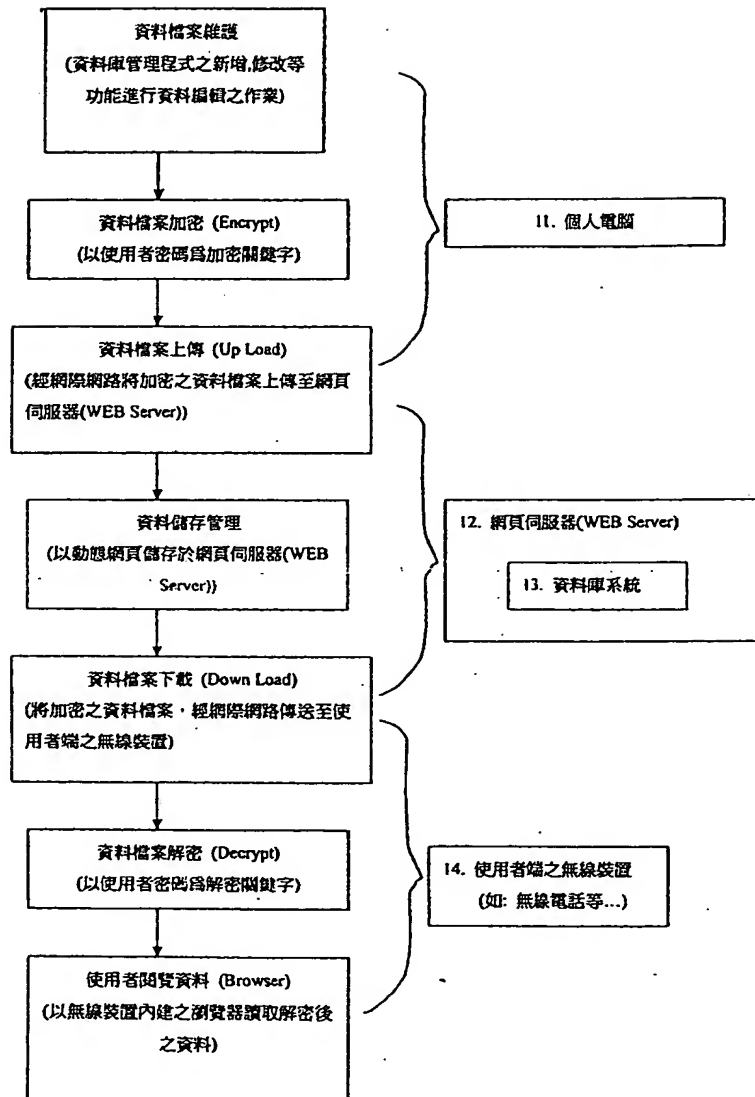 資料檔案維護
(資料庫管理程式之新增,修改等
功能進行資料編輯之作業)
資料檔案加密 (Encrypt)
(以使用者密碼爲加密關鍵字)
11. 個人電腦
資料檔案上傳 (Up Load)
(經網際網路將加密之資料檔案上傳至網頁
伺服器(WEB Server))
資料儲存管理
(以動態網頁儲存於網頁伺服器(WEB
Server))
12. 網頁伺服器(WEB Server)
13. 資料庫系統
資料檔案下載 (Down Load)
(將加密之資料檔案，經網際網路傳送至使
用者端之無線裝置)
資料檔案解密 (Decrypt)
(以使用者密碼爲解密關鍵字)
14. 使用者端之無線裝置
(如: 無線電話等...)
使用者閱覽資料 (Browser)
(以無線裝置內建之瀏覽器讀取解密後
之資料)